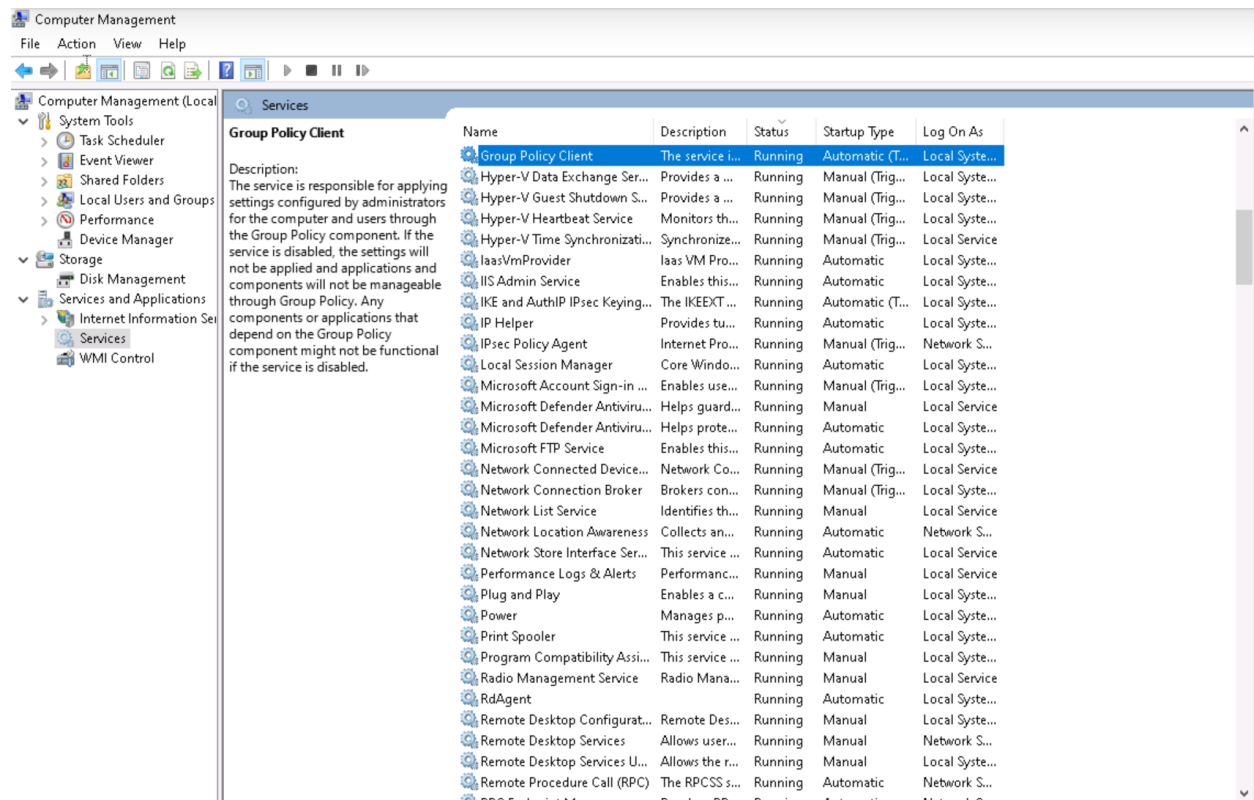 Computer Management
File Action View Help
Computer Management (Local
System Tools
Task Scheduler
Event Viewer
Shared Folders
Local Users and Groups
Performance
Device Manager
Storage
Disk Management
Services and Applications
Internet Information Ser
Services
WMI Control
Services
Group Policy Client
Description:
The service is responsible for applying
settings configured by administrators
for the computer and users through
the Group Policy component. If the
service is disabled, the settings will
not be applied and applications and
components will not be manageable
through Group Policy. Any
components or applications that
depend on the Group Policy
component might not be functional
if the service is disabled.
Name Description Status Startup Type Log On As
Group Policy Client The service i... Running Automatic (T... Local Syste...
Hyper-V Data Exchange Ser... Provides a ... Running Manual (Trig... Local Syste...
Hyper-V Guest Shutdown S... Provides a ... Running Manual (Trig... Local Syste...
Hyper-V Heartbeat Service Monitors th... Running Manual (Trig... Local Syste...
Hyper-V Time Synchronizati... Synchronize... Running Manual (Trig... Local Service
IaasVmProvider Iaas VM Pro... Running Automatic Local Syste...
IIS Admin Service Enables this... Running Automatic Local Syste...
IKE and AuthIP IPsec Keying... The IKEEXT ... Running Automatic (T... Local Syste...
IP Helper Provides tu... Running Automatic Local Syste...
IPsec Policy Agent Internet Pro... Running Manual (Trig... Network S...
Local Session Manager Core Windo... Running Automatic Local Syste...
Microsoft Account Sign-in ... Enables use... Running Manual (Trig... Local Syste...
Microsoft Defender Antiviru... Helps guard... Running Manual Local Service
Microsoft Defender Antiviru... Helps prote... Running Automatic Local Syste...
Microsoft FTP Service Enables this... Running Automatic Local Syste...
Network Connected Device... Network Co... Running Manual (Trig... Local Service
Network Connection Broker Brokers con... Running Manual (Trig... Local Syste...
Network List Service Identifies th... Running Manual Local Service
Network Location Awareness Collects an... Running Automatic Network S...
Network Store Interface Ser... This service ... Running Automatic Local Service
Performance Logs & Alerts Performanc... Running Manual Local Service
Plug and Play Enables a c... Running Manual Local Syste...
Power Manages p... Running Automatic Local Syste...
Print Spooler This service ... Running Automatic Local Syste...
Program Compatibility Assi... This service ... Running Manual Local Syste...
Radio Management Service Radio Mana... Running Manual Local Service
RdAgent Running Automatic Local Syste...
Remote Desktop Configurat... Remote Des... Running Manual Local Syste...
Remote Desktop Services Allows user... Running Manual Network S...
Remote Desktop Services U... Allows the r... Running Manual Local Syste...
Remote Procedure Call (RPC) The RPCSS s... Running Automatic Network S...